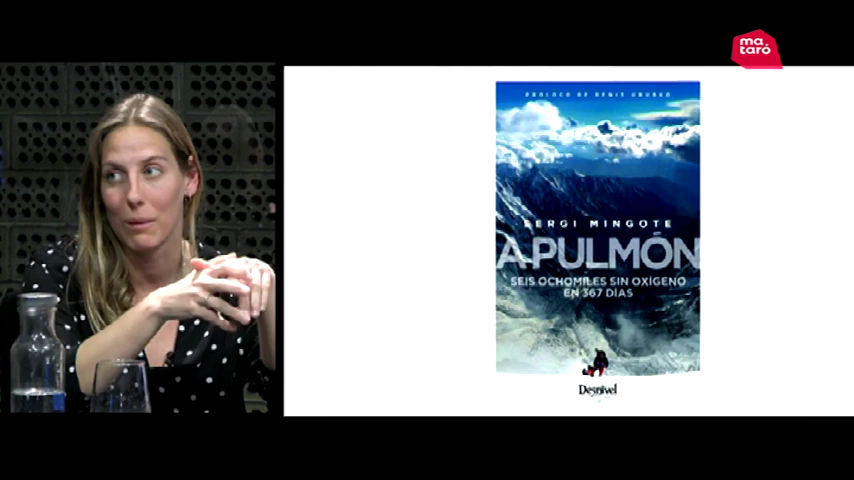 ma
taró
PRÓLOGO DE DENIS URUBKO
SERGI MINGOTE
A PULMÓN
SEIS OCHOMILES SIN OXÍGENO
EN 367 DÍAS
Desnivel